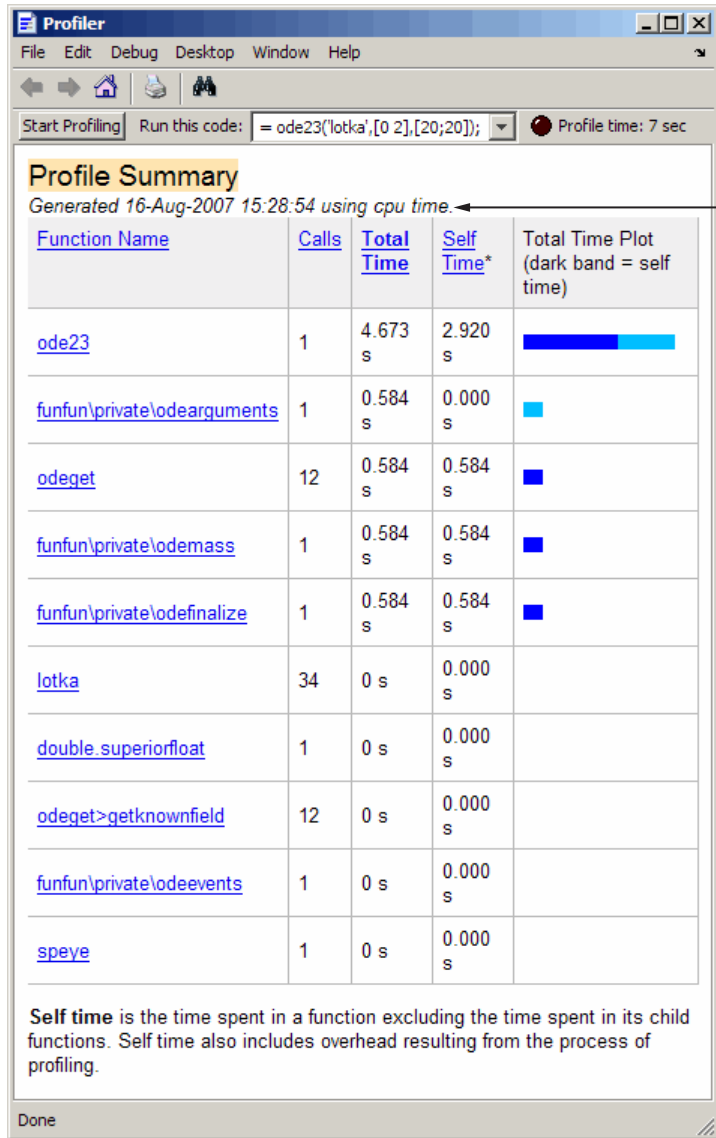 Profiler
File Edit Debug Desktop Window Help
Start Profiling Run this code: = ode23('lotka',[0 2],[20;20]); Profile time: 7 sec
Profile Summary
Generated 16-Aug-2007 15:28:54 using cpu time.
Function Name Calls Total Time Self Time* Total Time Plot (dark band = self time)
ode23 1 4.673 s 2.920 s
funfun\private\odearguments 1 0.584 s 0.000 s
odeget 12 0.584 s 0.584 s
funfun\private\odemass 1 0.584 s 0.584 s
funfun\private\odefinalize 1 0.584 s 0.584 s
lotka 34 0 s 0.000 s
double.superiorfloat 1 0 s 0.000 s
odeget>getknownfield 12 0 s 0.000 s
funfun\private\odeevents 1 0 s 0.000 s
speye 1 0 s 0.000 s
Self time is the time spent in a function excluding the time spent in its child
functions. Self time also includes overhead resulting from the process of
profiling.
Done